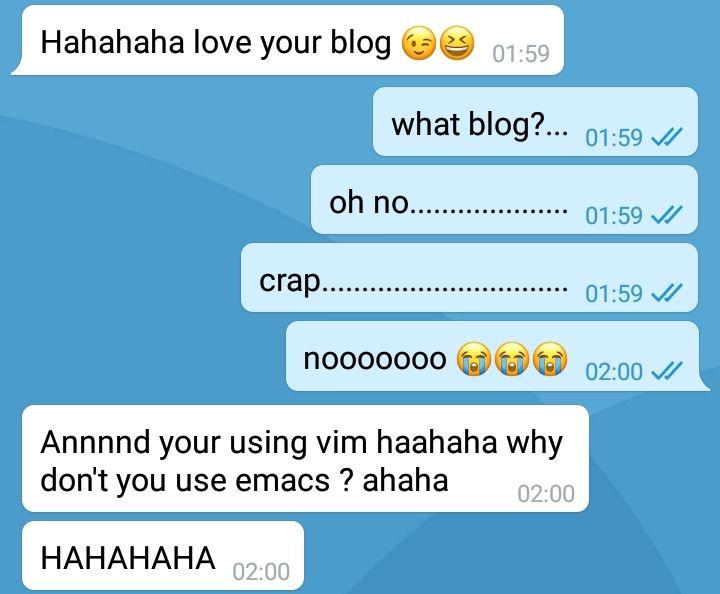 Hahahaha love your blog 😉😆 01:59
what blog?... 01:59
oh no.................... 01:59
crap............................... 01:59
nooooooo 😭😭😭 02:00
Annnnd your using vim haahaha why
don't you use emacs ? ahaha 02:00
HAHAHAHA 02:00